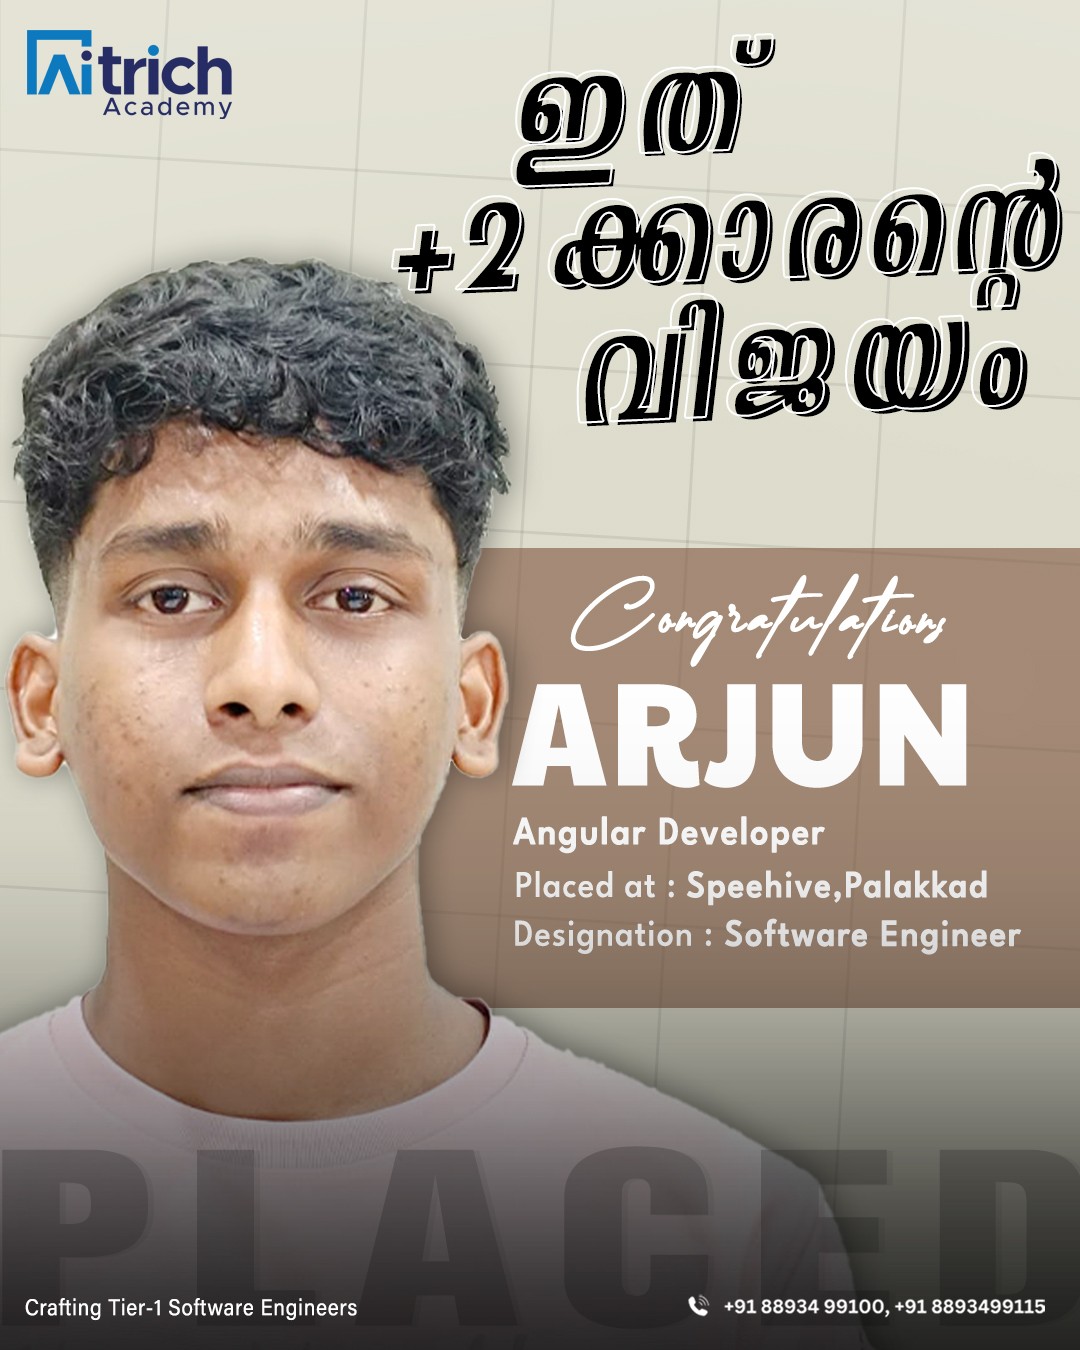 Aitrich
Academy
ഇത്
+2 ക്കാരന്റെ
വിജയം
Congratulations
ARJUN
Angular Developer
Placed at : Speehive,Palakkad
Designation : Software Engineer
PLACED
Crafting Tier-1 Software Engineers
+91 88934 99100, +91 8893499115